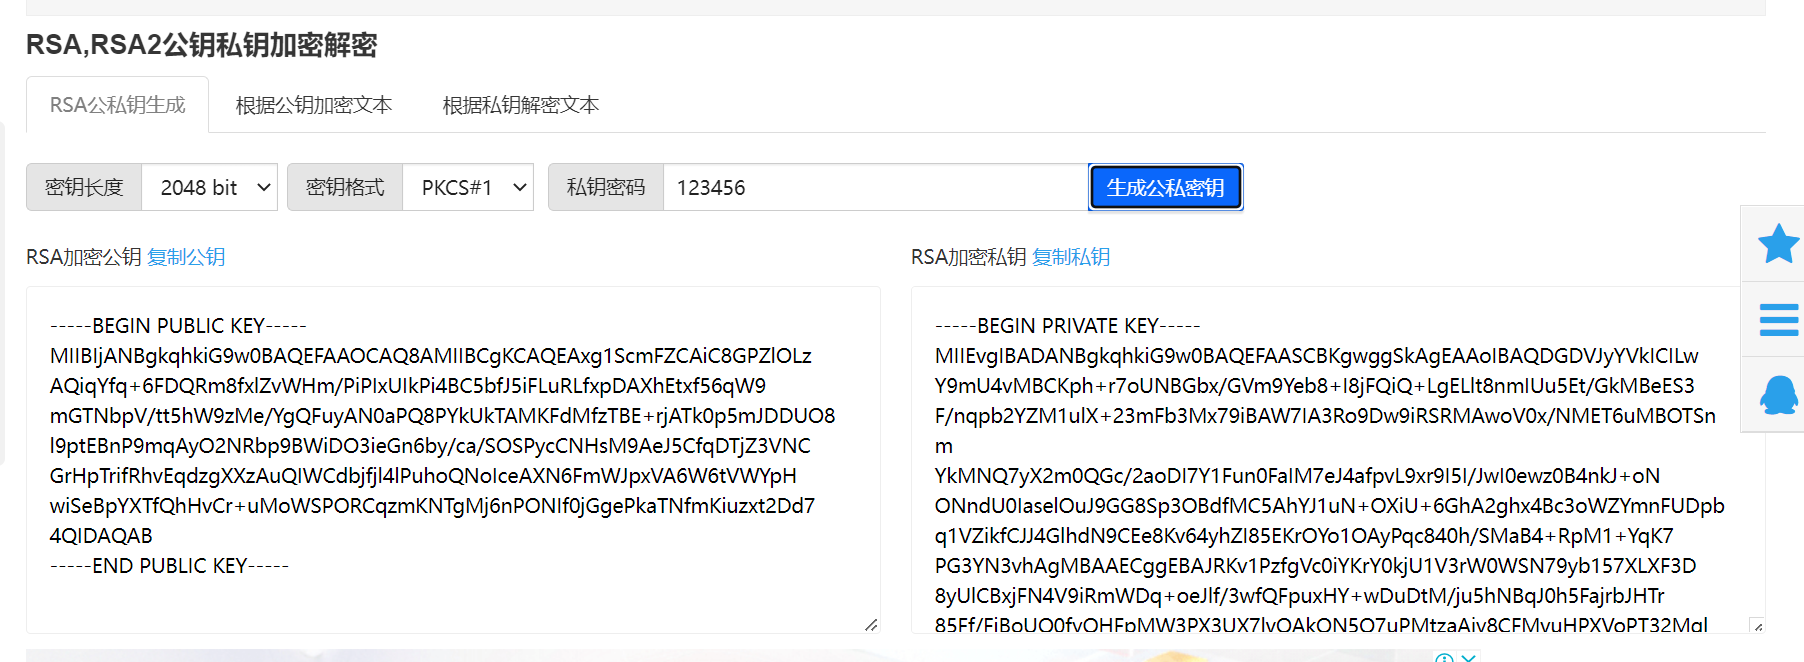 RSA,RSA2公钥私钥加密解密
RSA公私钥生成 根据公钥加密文本 根据私钥解密文本
密钥长度 2048 bit 密钥格式 PKCS#1 私钥密码 123456 生成公私密钥
RSA加密公钥 复制公钥
-----BEGIN PUBLIC KEY-----
MIIBIjANBgkqhkiG9w0BAQEFAAOCAQ8AMIIBCgKCAQEAxg1ScmFZCAiC8GPZlOLz
AQiqYfq+6FDQRm8fxlZvWHm/PiPIxUIkPi4BC5bfJ5iFLuRLfxpDAXhEtxf56qW9
mGTNbpV/tt5hW9zMe/YgQFuyAN0aPQ8PYkUkTAMKFdMfzTBE+rjATk0p5mJDDUO8
l9ptEBnP9mqAyO2NRbp9BWiDO3ieGn6by/ca/SOSPycCNHsM9AeJ5CfqDTjZ3VNC
GrHpTrifRhvEqdzgXXzAuQIWCdbjfjl4lPuhoQNoIceAXN6FmWJpxVA6W6tVWYpH
wiSeBpYXTfQhHvCr+uMoWSPORCqzmKNTgMj6nPONIf0jGgePkaTNfmKiuzxt2Dd7
4QIDAQAB
-----END PUBLIC KEY-----
RSA加密私钥 复制私钥
-----BEGIN PRIVATE KEY-----
MIIEvgIBADANBgkqhkiG9w0BAQEFAASCBKgwggSkAgEAAoIBAQDGDVJyYVkICILw
Y9mU4vMBCKph+r7oUNBGbx/GVm9Yeb8+I8jFQiQ+LgELlt8nmIUu5Et/GkMBeES3
F/nqpb2YZM1ulX+23mFb3Mx79iBAW7IA3Ro9Dw9iRSRMAwoV0x/NMET6uMBOTSn
m
YkMNQ7yX2m0QGc/2aoDI7Y1Fun0FaIM7eJ4afpvL9xr9I5I/JwI0ewz0B4nkJ+oN
ONndU0IaselOuJ9GG8Sp3OBdfMC5AhYJ1uN+OXiU+6GhA2ghx4Bc3oWZYmnFUDpb
q1VZikfCJJ4GlhdN9CEe8Kv64yhZI85EKrOYo1OAyPqc840h/SMaB4+RpM1+YqK7
PG3YN3vhAgMBAAECggEBAJRKv1PzfgVc0iYKrY0kjU1V3rW0WSN79yb157XLXF3D
8yUlCBxjFN4V9iRmWDq+oeJlf/3wfQFpuxHY+wDuDtM/ju5hNBqJ0h5FajrbJHTr